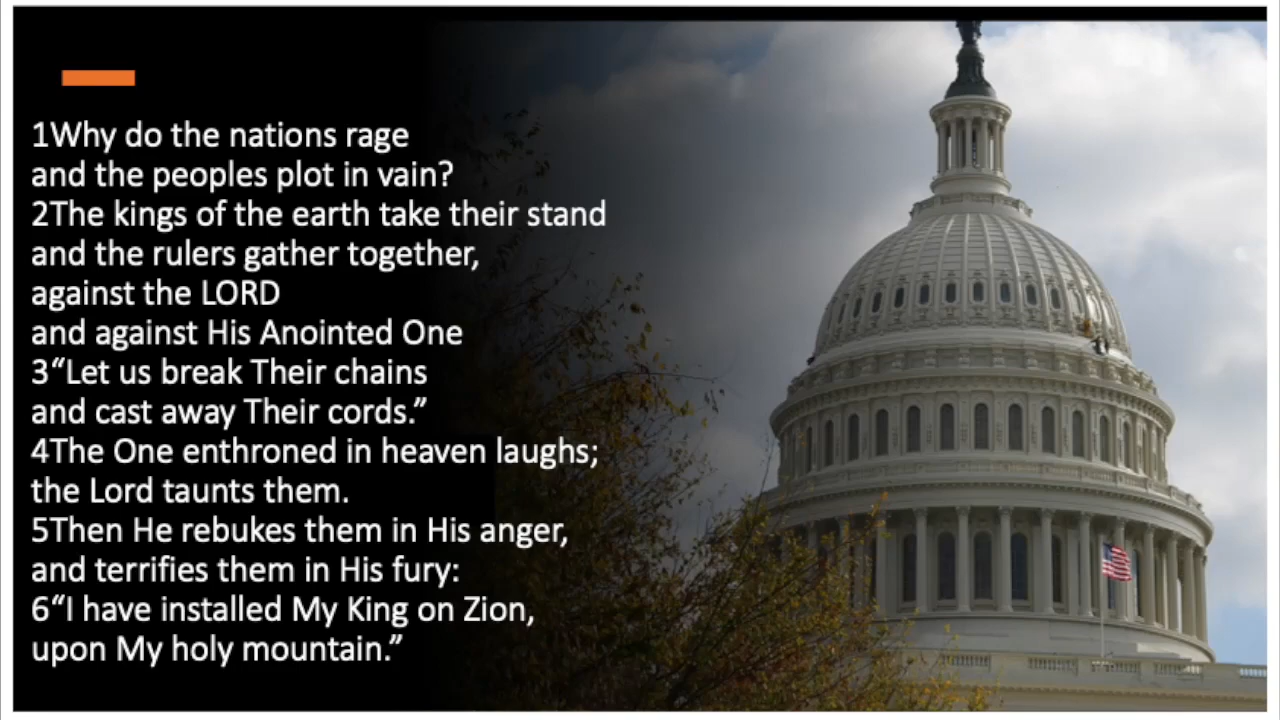 1Why do the nations rage
and the peoples plot in vain?
2The kings of the earth take their stand
and the rulers gather together,
against the LORD
and against His Anointed One
3“Let us break Their chains
and cast away Their cords.”
4The One enthroned in heaven laughs;
the Lord taunts them.
5Then He rebukes them in His anger,
and terrifies them in His fury:
6“I have installed My King on Zion,
upon My holy mountain.”